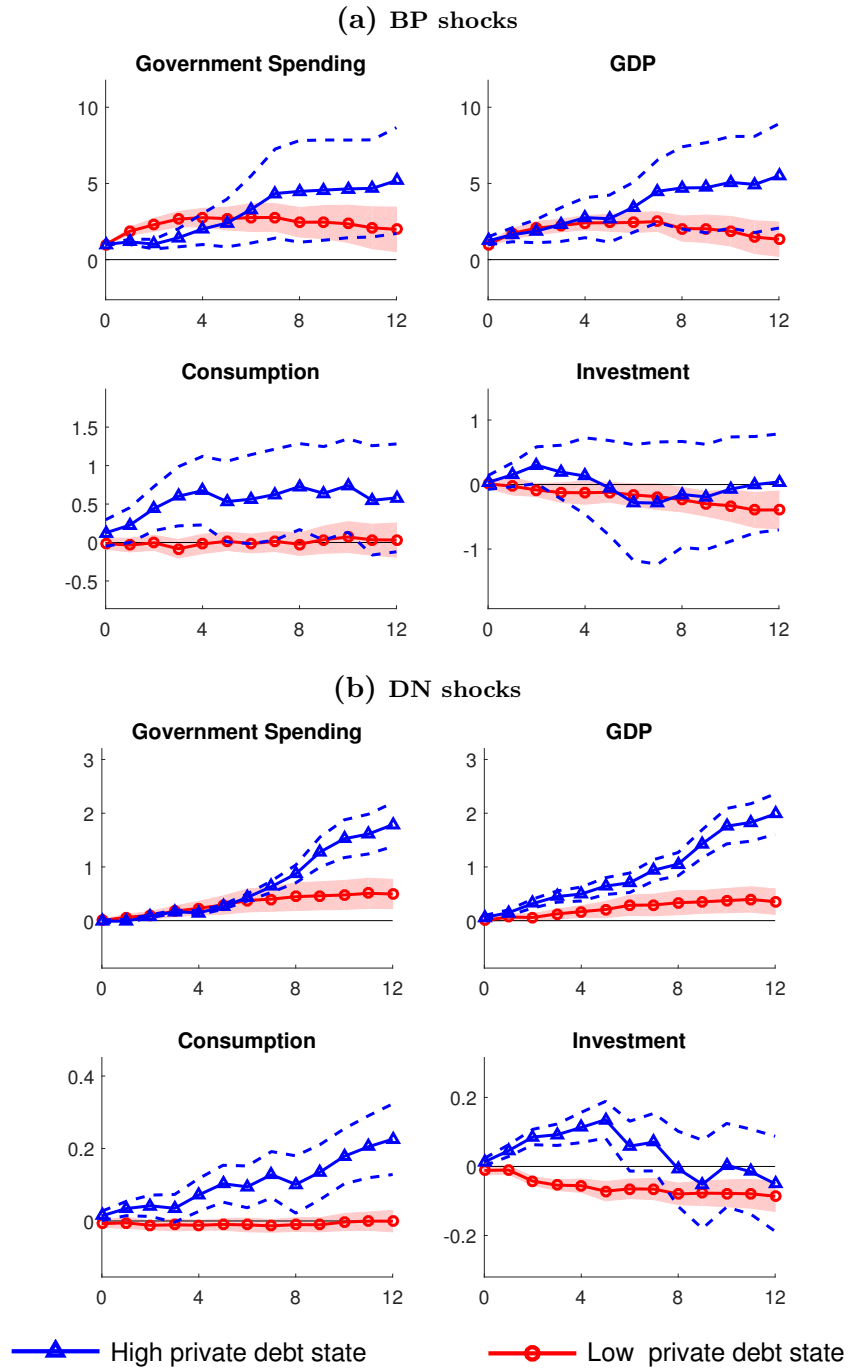 (a) BP shocks
Government Spending GDP
10 10
5 5
0 0
0 4 8 12 0 4 8 12
Consumption Investment
1.5
1 1
0.5
0 0
-0.5
-1
0 4 8 12 0 4 8 12
(b) DN shocks
Government Spending GDP
3 3
2 2
1 1
0 0
0 4 8 12 0 4 8 12
Consumption Investment
0.4
0.2 0.2
0 0
-0.2
0 4 8 12 0 4 8 12
High private debt state Low private debt state